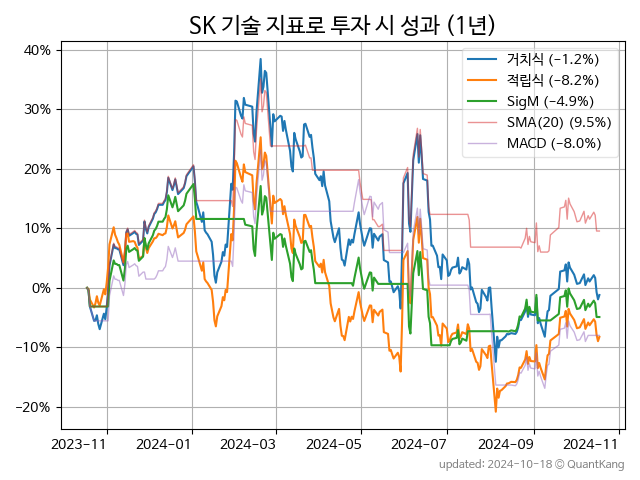 SK 기술 지표로 투자 시 성과 (1년)
40%
30%
20%
10%
0%
−10%
−20%
거치식 (−1.2%)
적립식 (−8.2%)
SigM (−4.9%)
SMA(20) (9.5%)
MACD (−8.0%)
2023-11 2024-01 2024-03 2024-05 2024-07 2024-09 2024-11
updated: 2024-10-18 © QuantKang